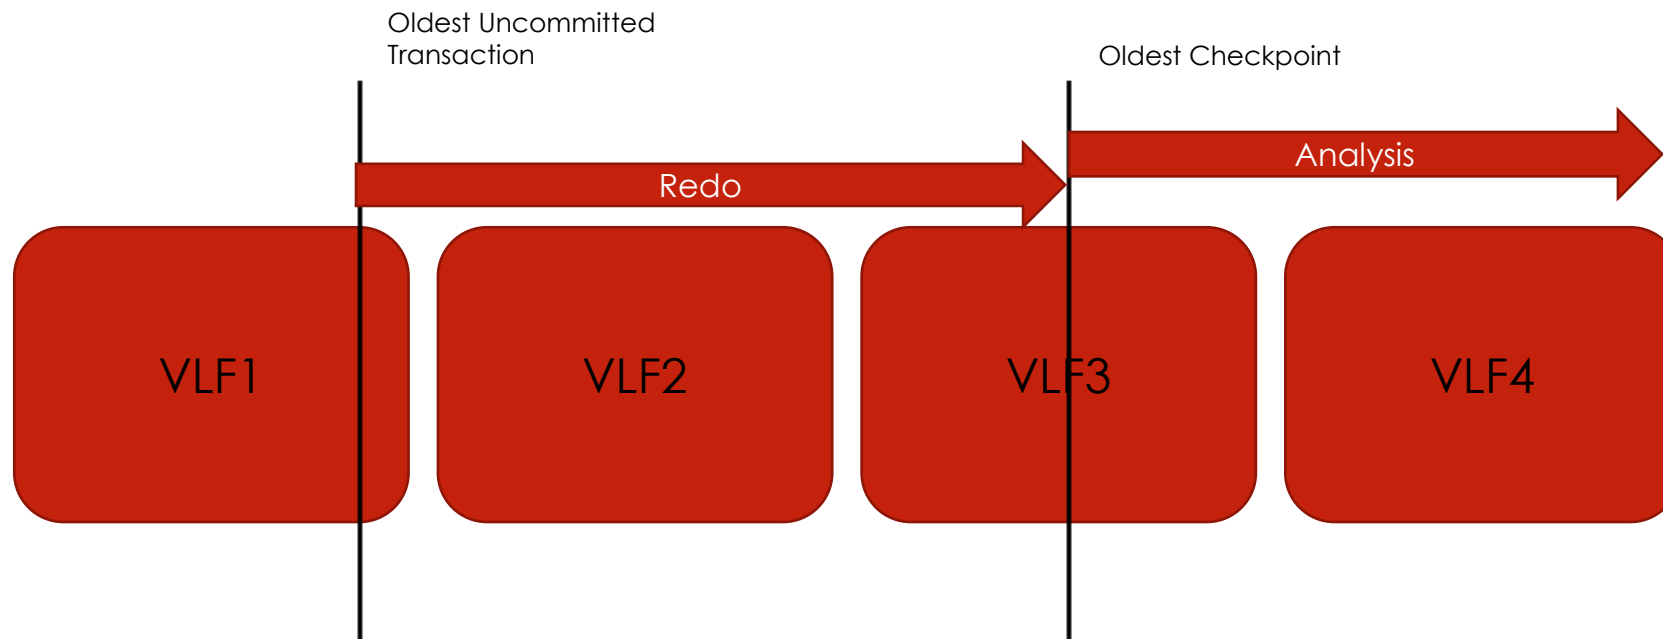 Oldest Uncommitted
Transaction
Oldest Checkpoint
Analysis
Redo
VLF1
VLF2
VLF3
VLF4